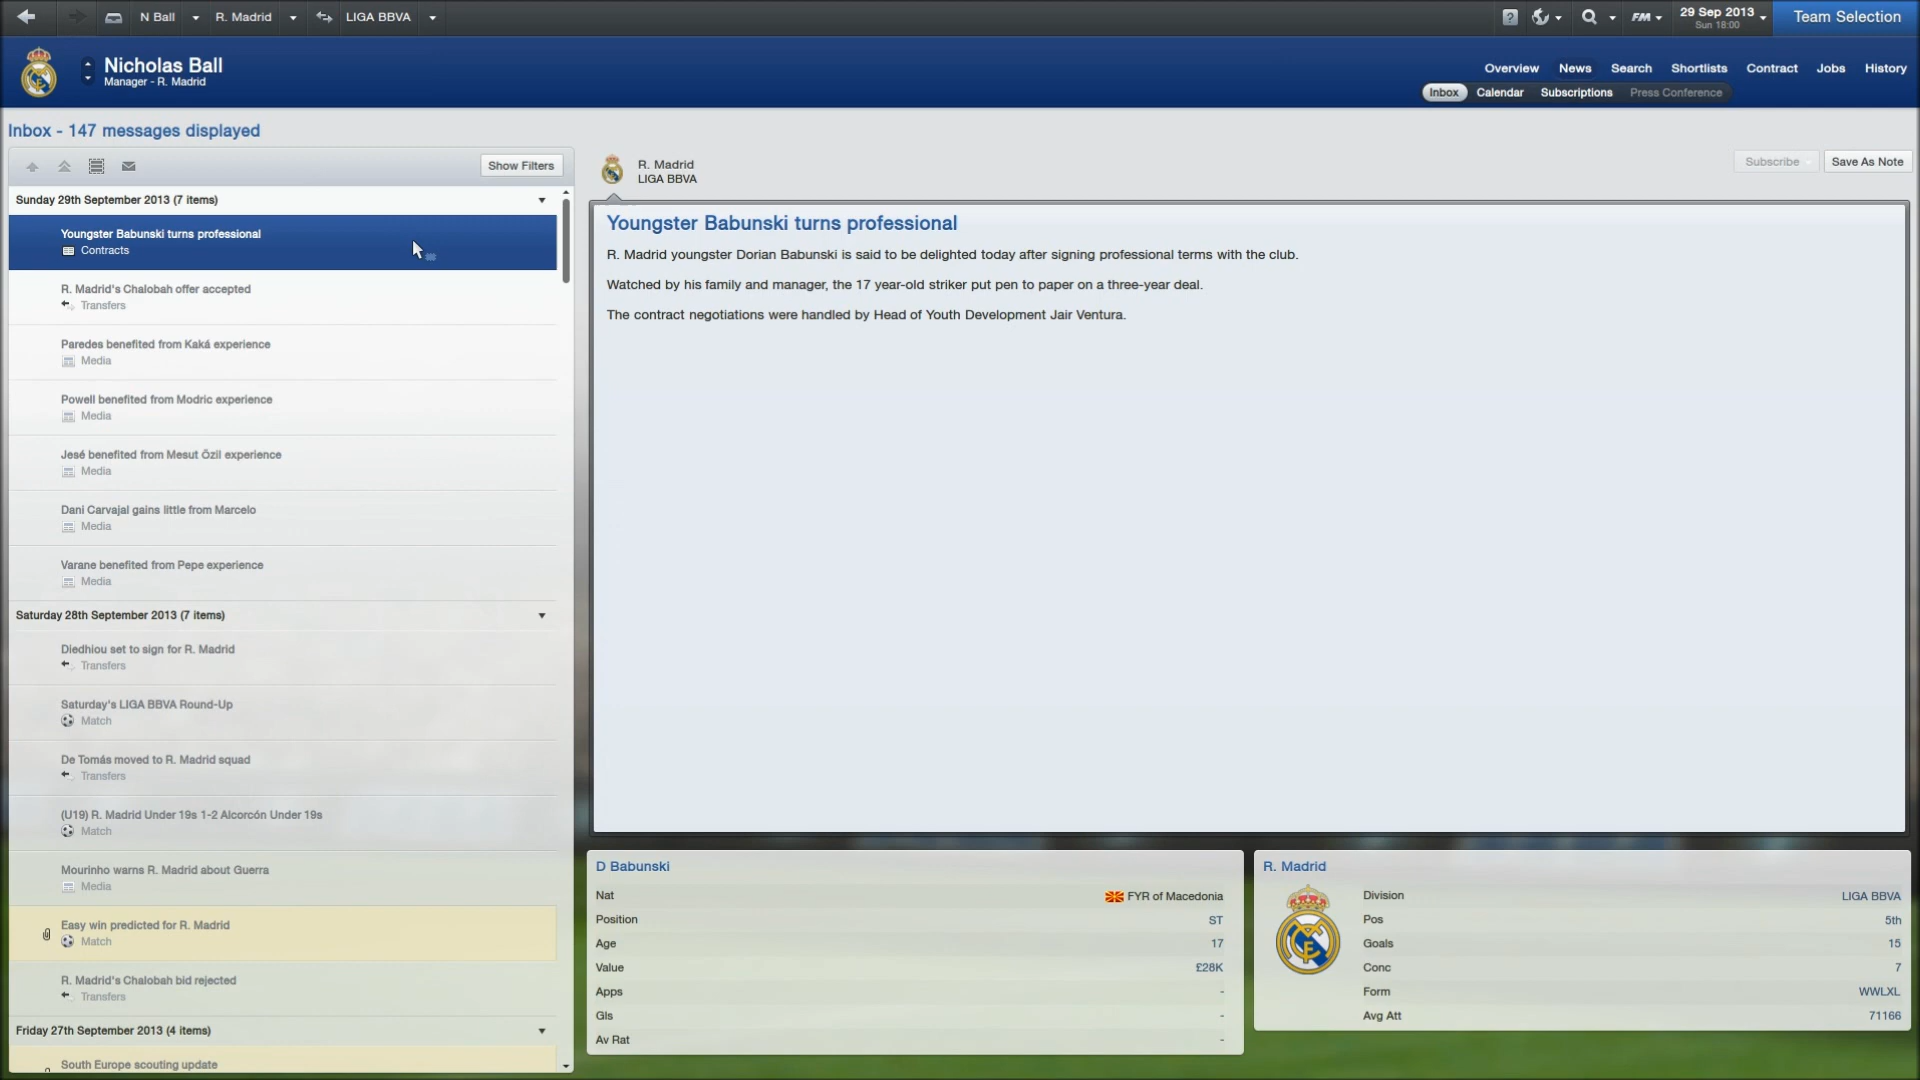 N Ball
R. Madrid
LIGA BBVA
29 Sep 2013
Sun 18:00
Team Selection
Nicholas Ball
Manager - R. Madrid
Overview
News
Search
Shortlists
Contract
Jobs
History
Inbox
Calendar
Subscriptions
Press Conference
Inbox - 147 messages displayed
Show Filters
Sunday 29th September 2013 (7 items)
Youngster Babunski turns professional
Contracts
R. Madrid's Chalobah offer accepted
Transfers
Paredes benefited from Kaká experience
Media
Powell benefited from Modric experience
Media
Jesé benefited from Mesut Özil experience
Media
Dani Carvajal gains little from Marcelo
Media
Varane benefited from Pepe experience
Media
Saturday 28th September 2013 (7 items)
Diedhiou set to sign for R. Madrid
Transfers
Saturday's LIGA BBVA Round-Up
Match
De Tomás moved to R. Madrid squad
Transfers
(U19) R. Madrid Under 19s 1-2 Alcorcón Under 19s
Match
Mourinho warns R. Madrid about Guerra
Media
Easy win predicted for R. Madrid
Match
R. Madrid's Chalobah bid rejected
Transfers
Friday 27th September 2013 (4 items)
South Europe scouting update
R. Madrid
LIGA BBVA
Subscribe
Save As Note
Youngster Babunski turns professional
R. Madrid youngster Dorian Babunski is said to be delighted today after signing professional terms with the club.
Watched by his family and manager, the 17 year-old striker put pen to paper on a three-year deal.
The contract negotiations were handled by Head of Youth Development Jair Ventura.
D Babunski
Nat FYR of Macedonia
Position ST
Age 17
Value £28K
Apps -
Gls -
Av Rat -
R. Madrid
Division LIGA BBVA
Pos 5th
Goals 15
Conc 7
Form WWLXL
Avg Att 71166